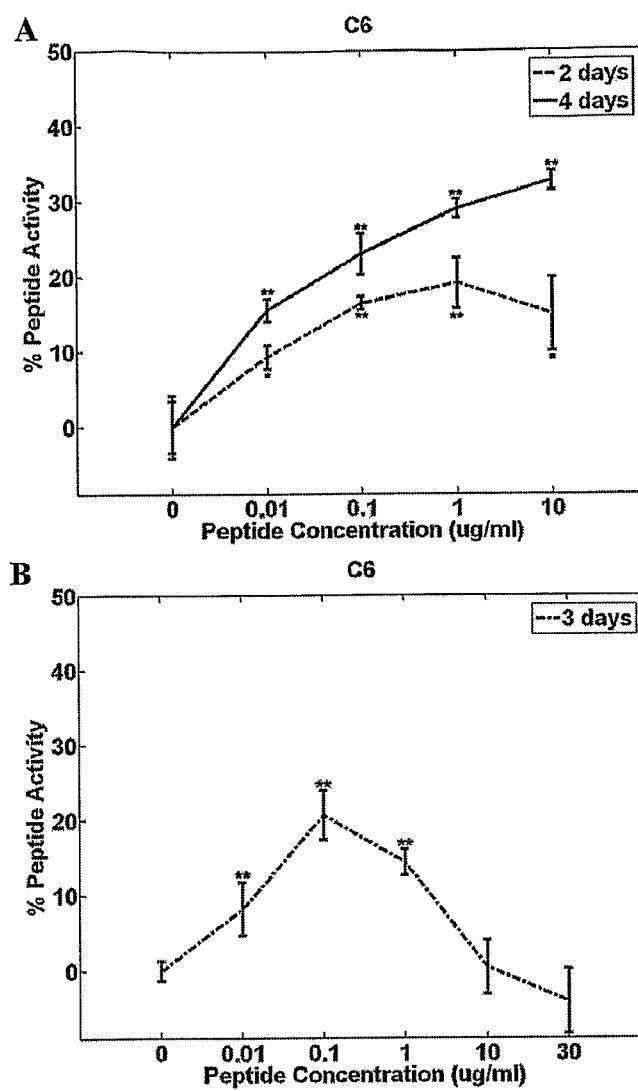 A
C6
50
2 days
4 days
40
30
20
10
0
% Peptide Activity
** ** ** **
* ** ** *
0 0.01 0.1 1 10
Peptide Concentration (ug/ml)
B
C6
50
3 days
40
30
20
10
0
% Peptide Activity
** ** **
0 0.01 0.1 1 10 30
Peptide Concentration (ug/ml)